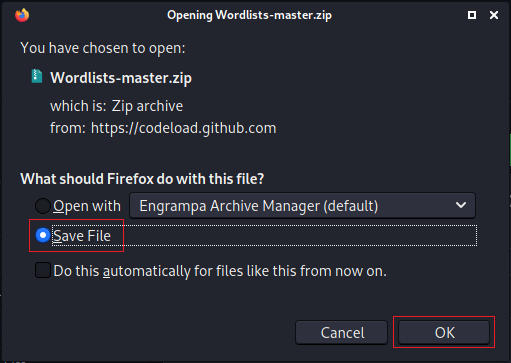 Opening Wordlists-master.zip
You have chosen to open:
Wordlists-master.zip
which is: Zip archive
from: https://codeload.github.com
What should Firefox do with this file?
Open with Engrampa Archive Manager (default)
Save File
Do this automatically for files like this from now on.
Cancel OK